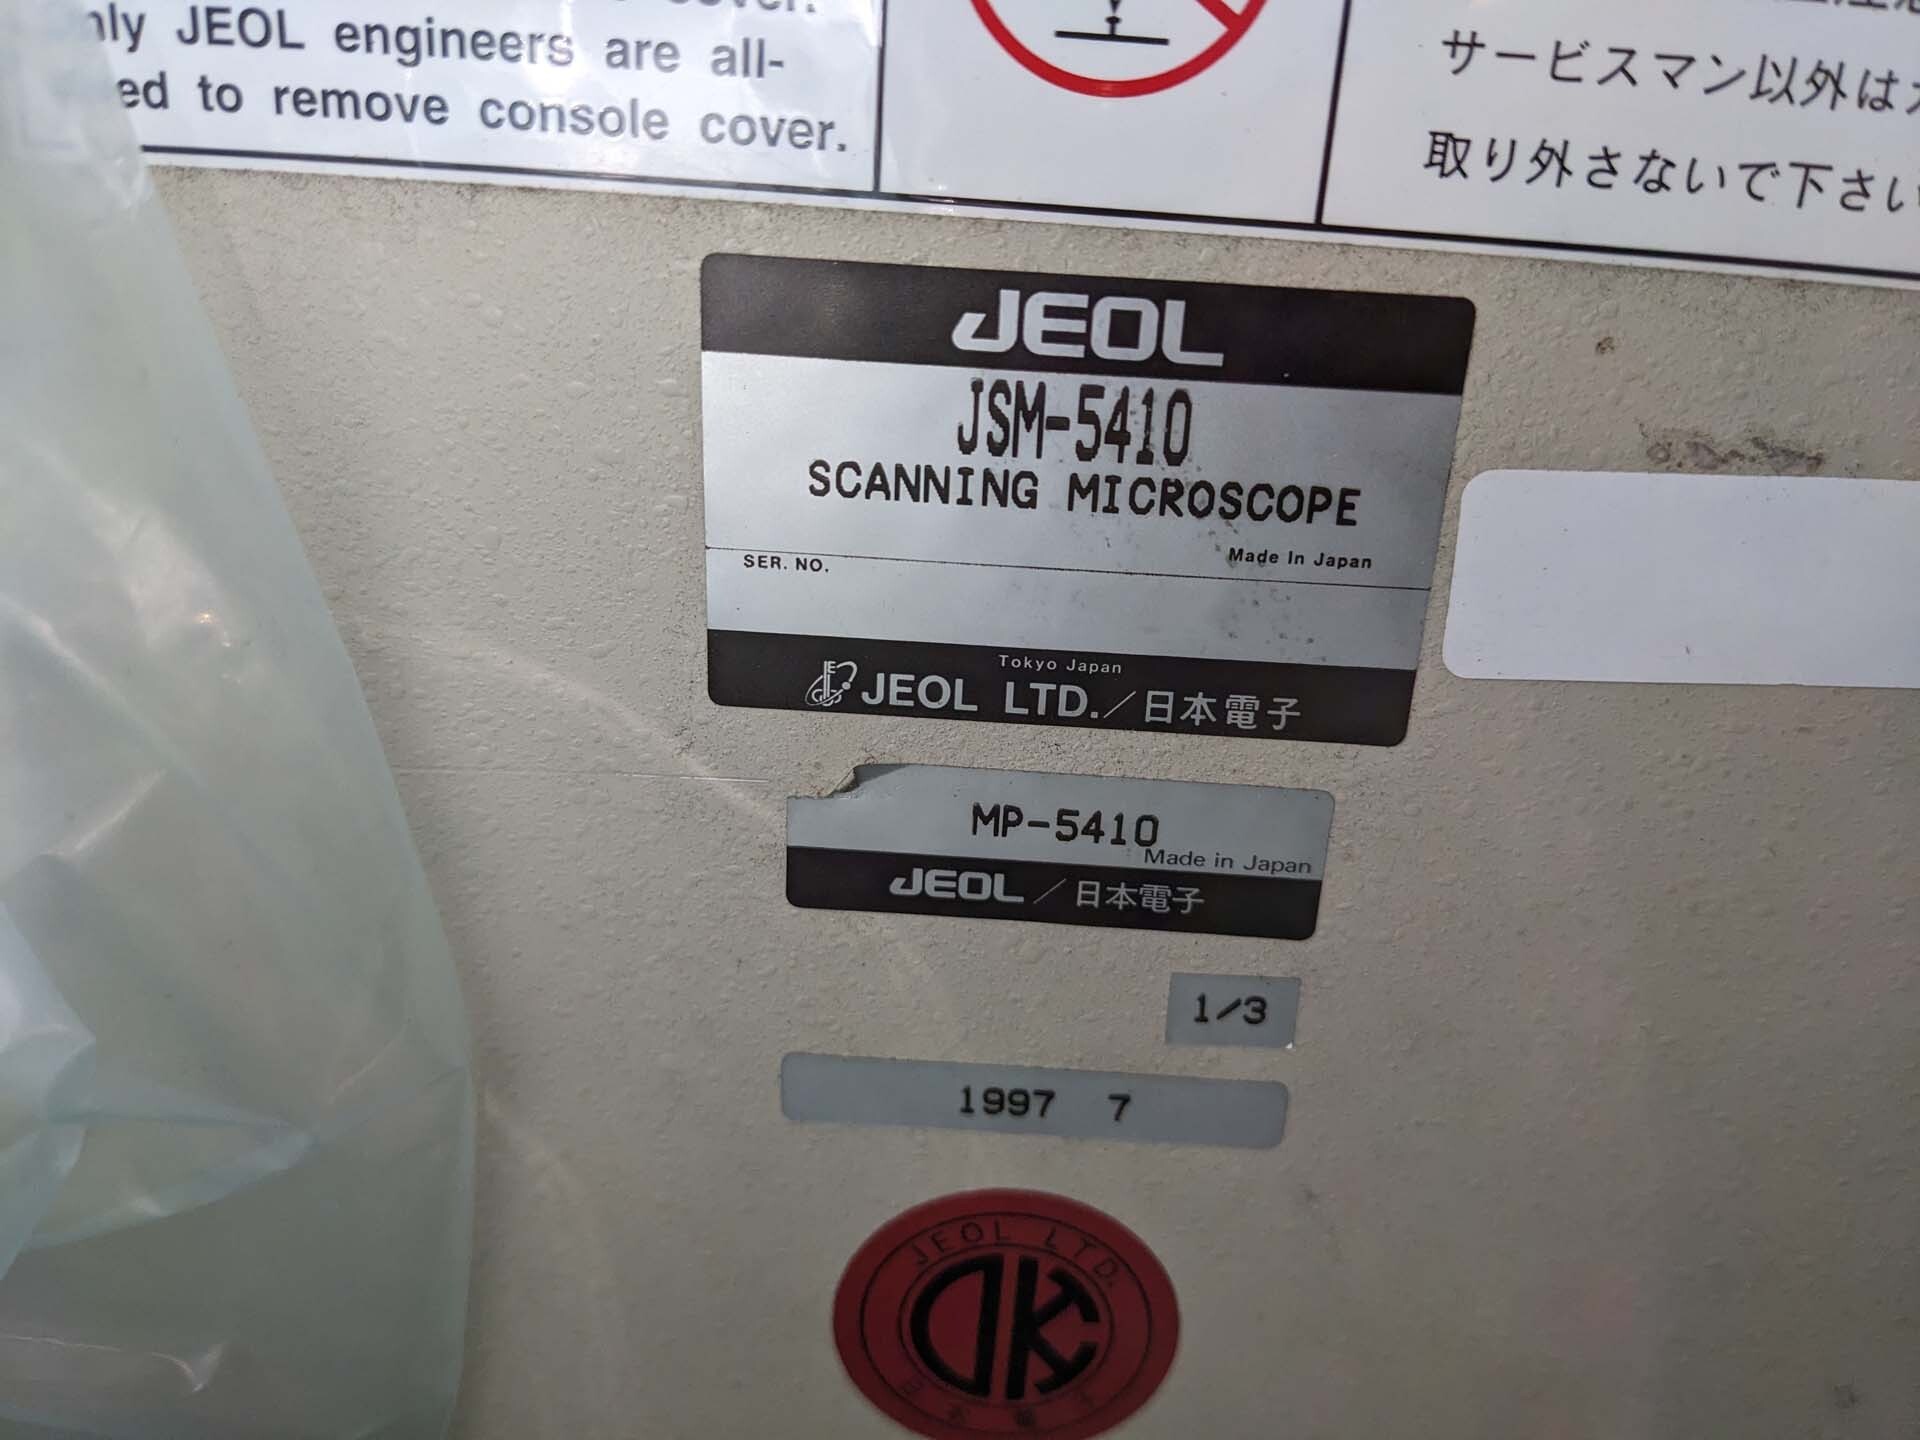 cover.
only JEOL engineers are all-
ed to remove console cover.
サービスマン以外は
取り外さないで下さい
JEOL
JSM-5410
SCANNING MICROSCOPE
SER. NO.
Made In Japan
Tokyo Japan
JEOL LTD./日本電子
MP-5410
Made in Japan
JEOL/日本電子
1/3
1997 7
JEOL LTD.